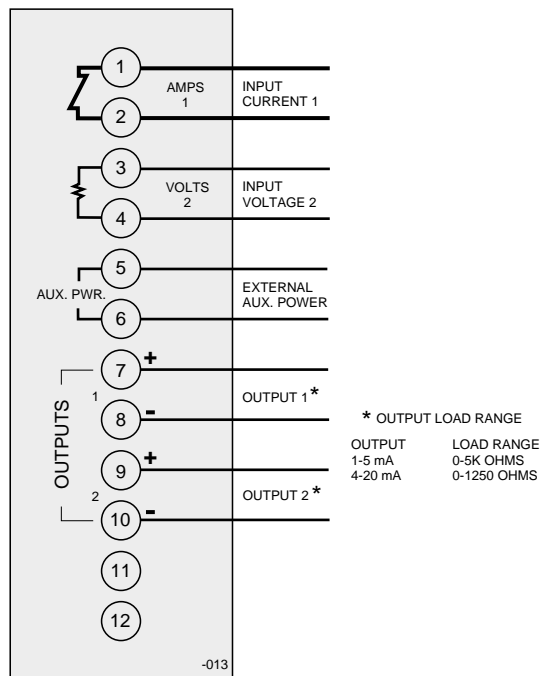 1
AMPS
1
INPUT
CURRENT 1
2
3
VOLTS
2
INPUT
VOLTAGE 2
4
5
AUX. PWR.
EXTERNAL
AUX. POWER
6
7 +
OUTPUTS
1
OUTPUT 1*
8 -
9 +
2
OUTPUT 2*
10 -
11
12
-013
* OUTPUT LOAD RANGE
OUTPUT LOAD RANGE
1-5 mA 0-5K OHMS
4-20 mA 0-1250 OHMS